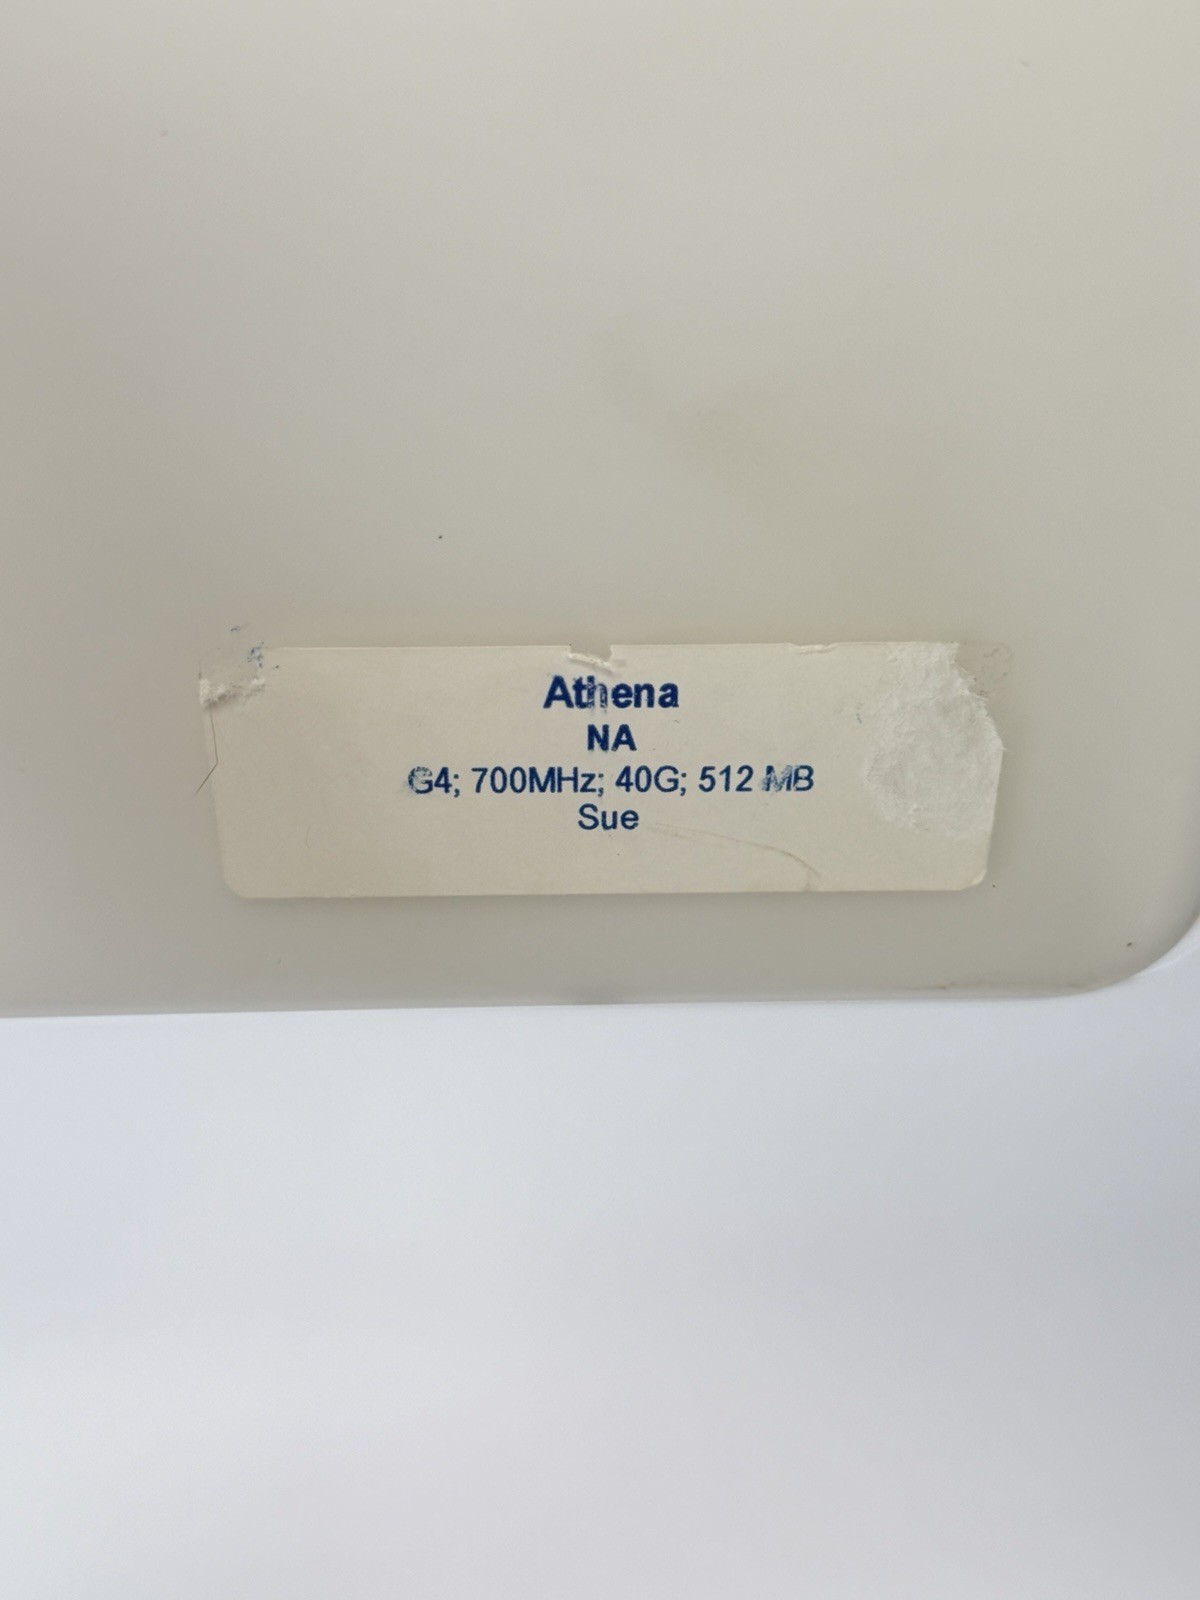 Athena
NA
G4; 700MHz; 40G; 512 MB
Sue